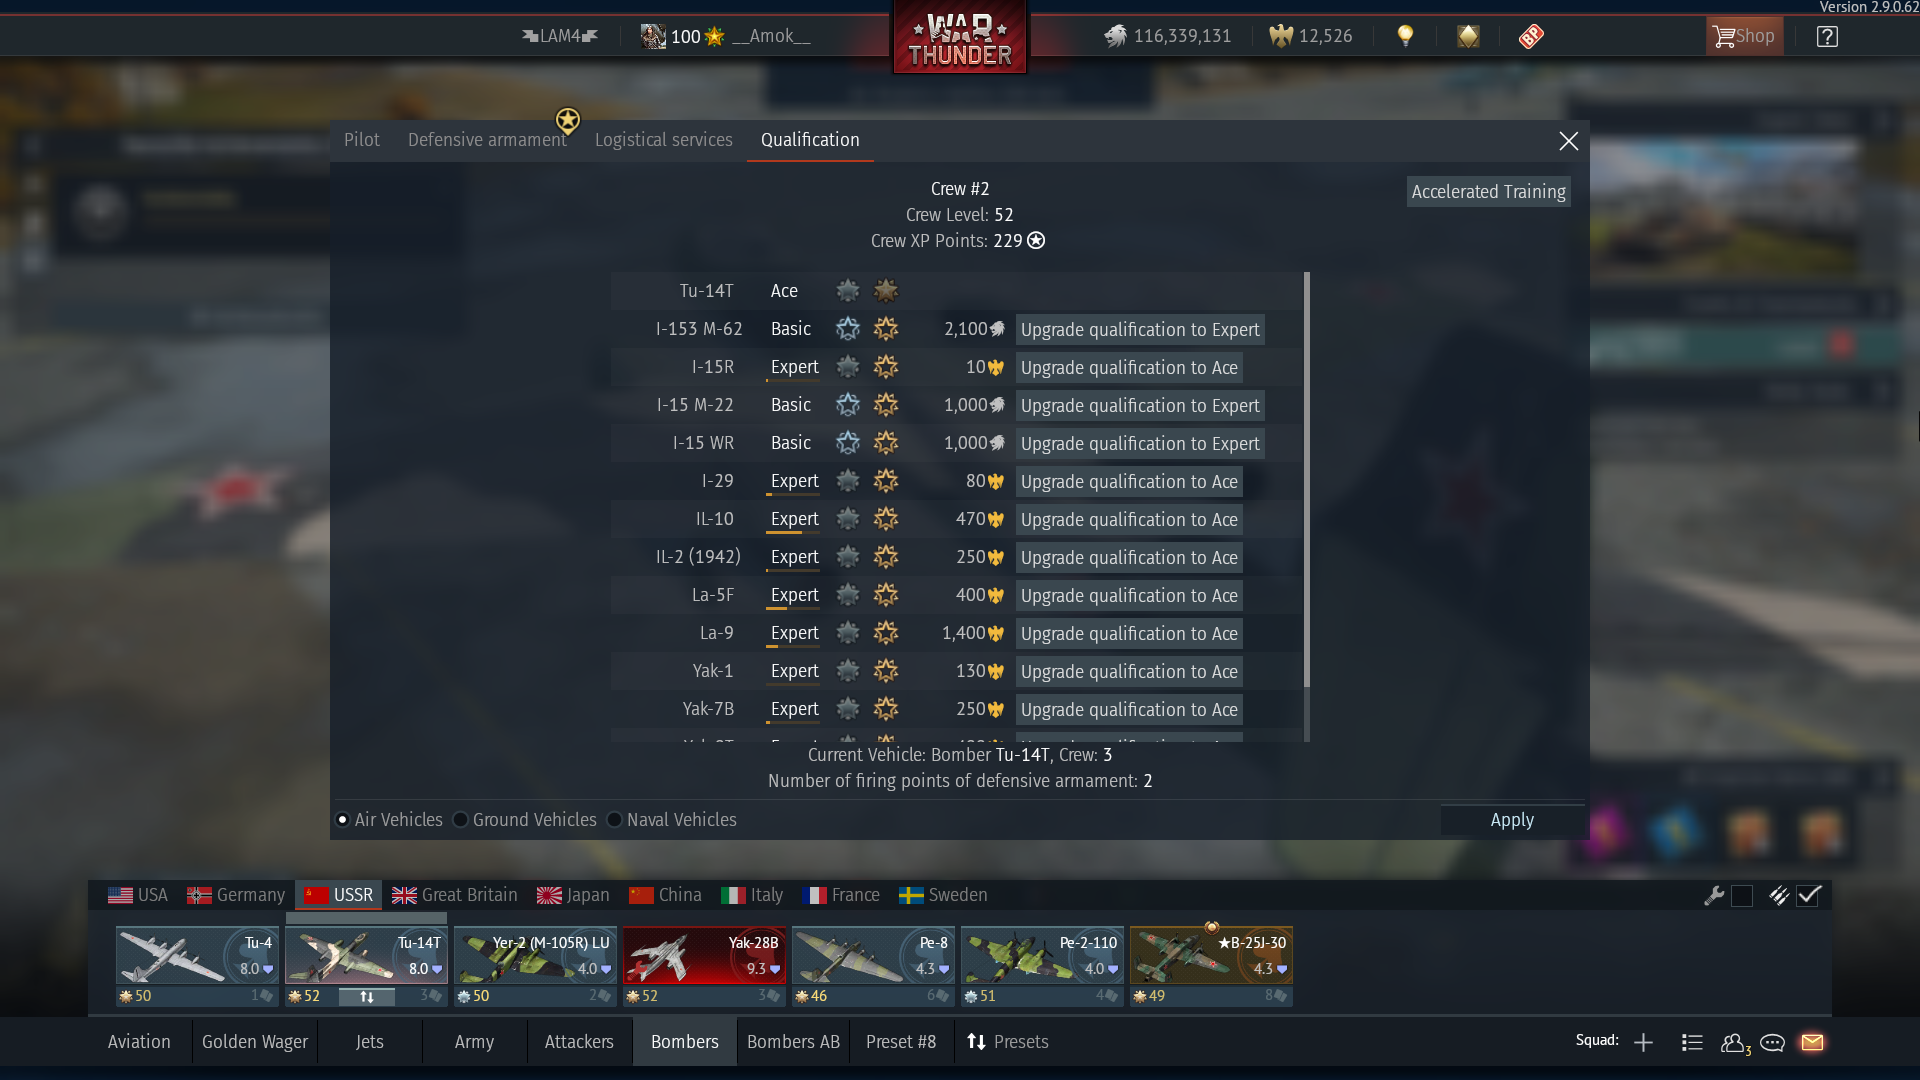 Version 2.9.0.62
LAM4
100 __Amok__
WAR THUNDER
116,339,131
12,526
BP
Shop
?
Pilot
Defensive armament
Logistical services
Qualification
Crew #2
Crew Level: 52
Crew XP Points: 229
Accelerated Training
Tu-14T Ace
I-153 M-62 Basic 2,100 Upgrade qualification to Expert
I-15R Expert 10 Upgrade qualification to Ace
I-15 M-22 Basic 1,000 Upgrade qualification to Expert
I-15 WR Basic 1,000 Upgrade qualification to Expert
I-29 Expert 80 Upgrade qualification to Ace
IL-10 Expert 470 Upgrade qualification to Ace
IL-2 (1942) Expert 250 Upgrade qualification to Ace
La-5F Expert 400 Upgrade qualification to Ace
La-9 Expert 1,400 Upgrade qualification to Ace
Yak-1 Expert 130 Upgrade qualification to Ace
Yak-7B Expert 250 Upgrade qualification to Ace
Current Vehicle: Bomber Tu-14T, Crew: 3
Number of firing points of defensive armament: 2
Air Vehicles
Ground Vehicles
Naval Vehicles
Apply
USA
Germany
USSR
Great Britain
Japan
China
Italy
France
Sweden
Tu-4
8.0
50 1
Tu-14T
8.0
52 3
Yer-2 (M-105R) LU
4.0
50 2
Yak-28B
9.3
52 3
Pe-8
4.3
46 6
Pe-2-110
4.0
51 4
★B-25J-30
4.3
49 8
Aviation
Golden Wager
Jets
Army
Attackers
Bombers
Bombers AB
Preset #8
Presets
Squad:
3